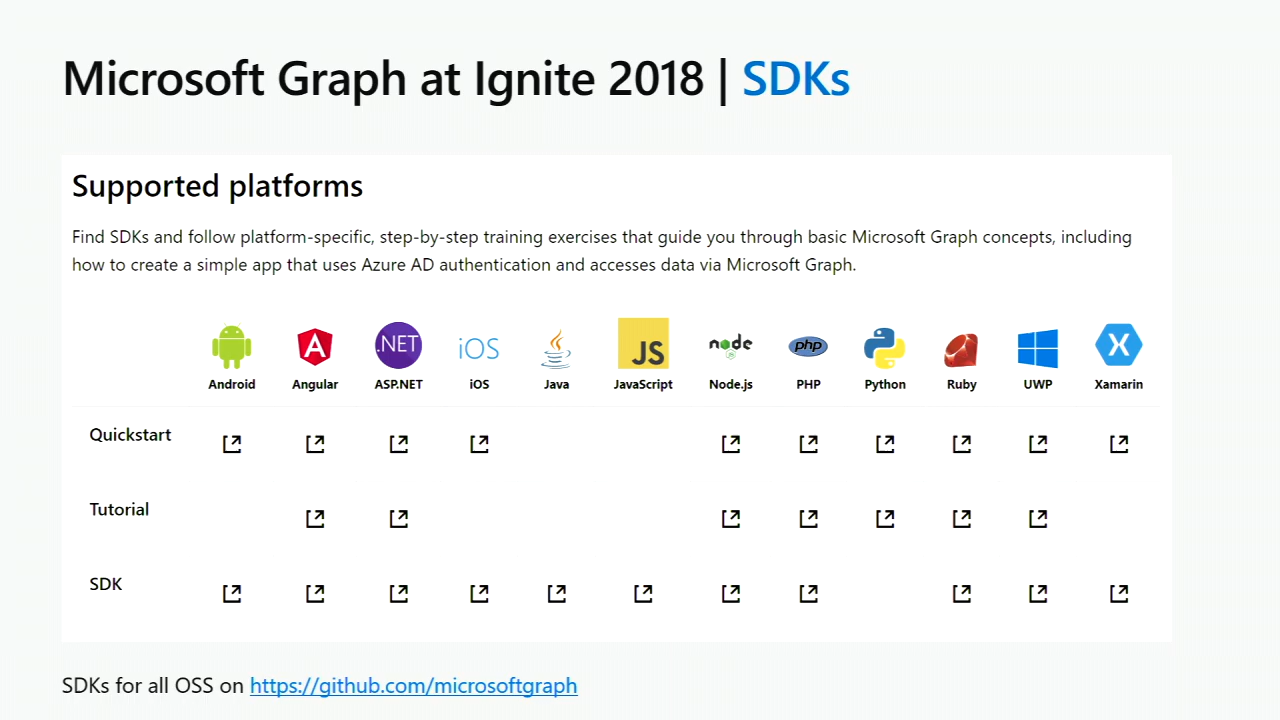 Microsoft Graph at Ignite 2018 | SDKs
Supported platforms
Find SDKs and follow platform-specific, step-by-step training exercises that guide you through basic Microsoft Graph concepts, including
how to create a simple app that uses Azure AD authentication and accesses data via Microsoft Graph.
.NET iOS JS node JS php X
Android Angular ASP.NET iOS Java JavaScript Node.js PHP Python Ruby UWP Xamarin
Quickstart
Tutorial
SDK
SDKs for all OSS on https://github.com/microsoftgraph